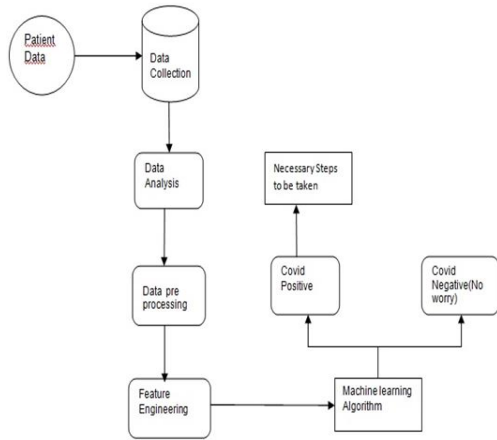 Patient
Data
Data
Collection
Data
Analysis
Necessary Steps
to be taken
Data pre
processing
Covid
Positive
Covid
Negative(No
worry)
Feature
Engineering
Machine learning
Algorithm